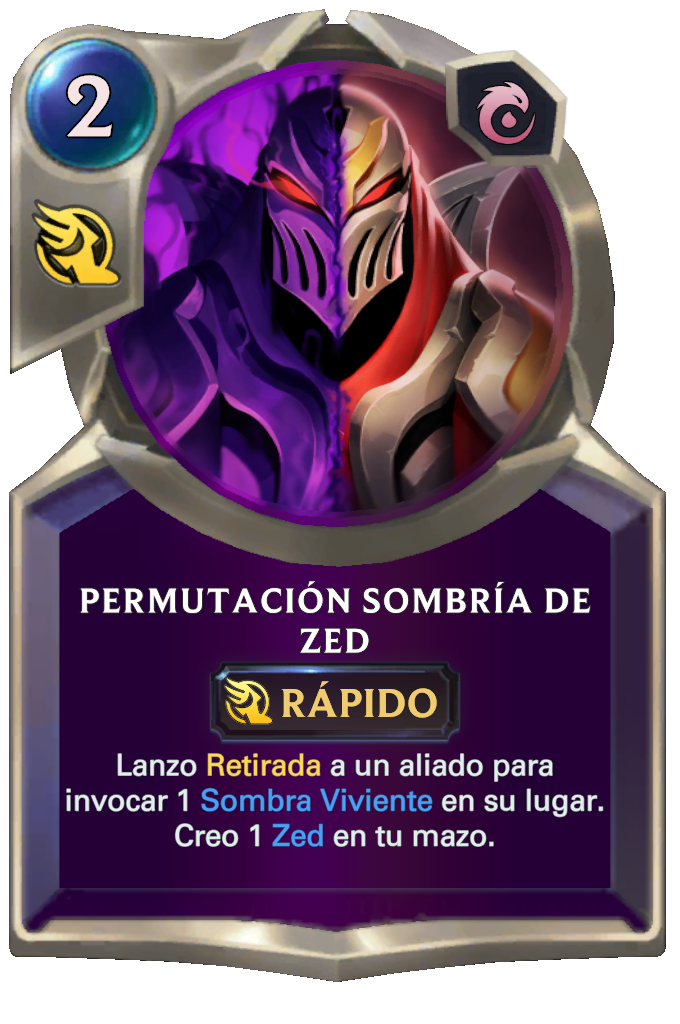 2
PERMUTACIÓN SOMBRÍA DE
ZED
RÁPIDO
Lanzo Retirada a un aliado para
invocar 1 Sombra Viviente en su lugar.
Creo 1 Zed en tu mazo.